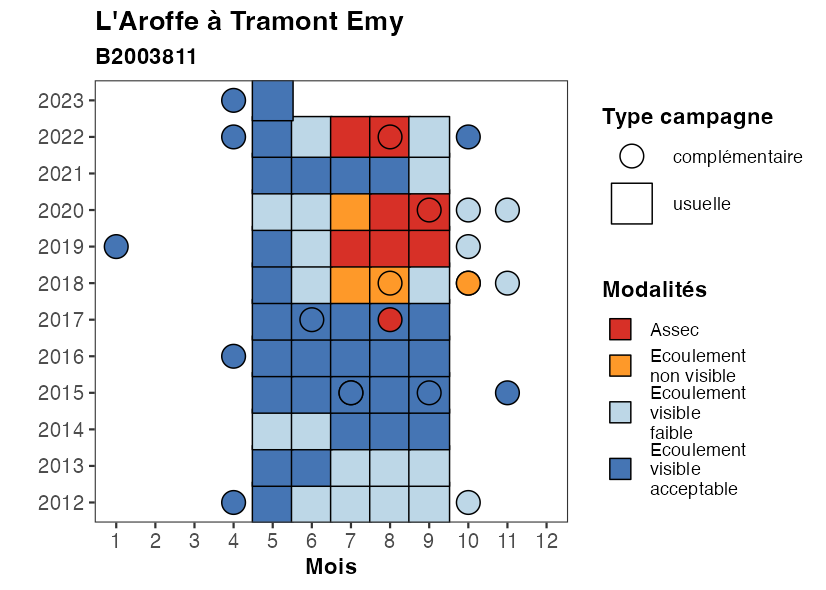 L'Aroffe à Tramont Emy
B2003811
2023
2022
2021
2020
2019
2018
2017
2016
2015
2014
2013
2012
1 2 3 4 5 6 7 8 9 10 11 12
Mois
Type campagne
complémentaire
usuelle
Modalités
Assec
Ecoulement
non visible
Ecoulement
visible
faible
Ecoulement
visible
acceptable